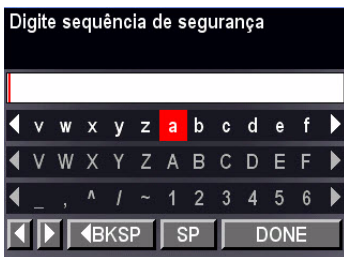 Digite sequência de segurança
v w x y z a b c d e f
V W X Y Z A B C D E F
_ , ^ / ~ 1 2 3 4 5 6
BKSP SP DONE